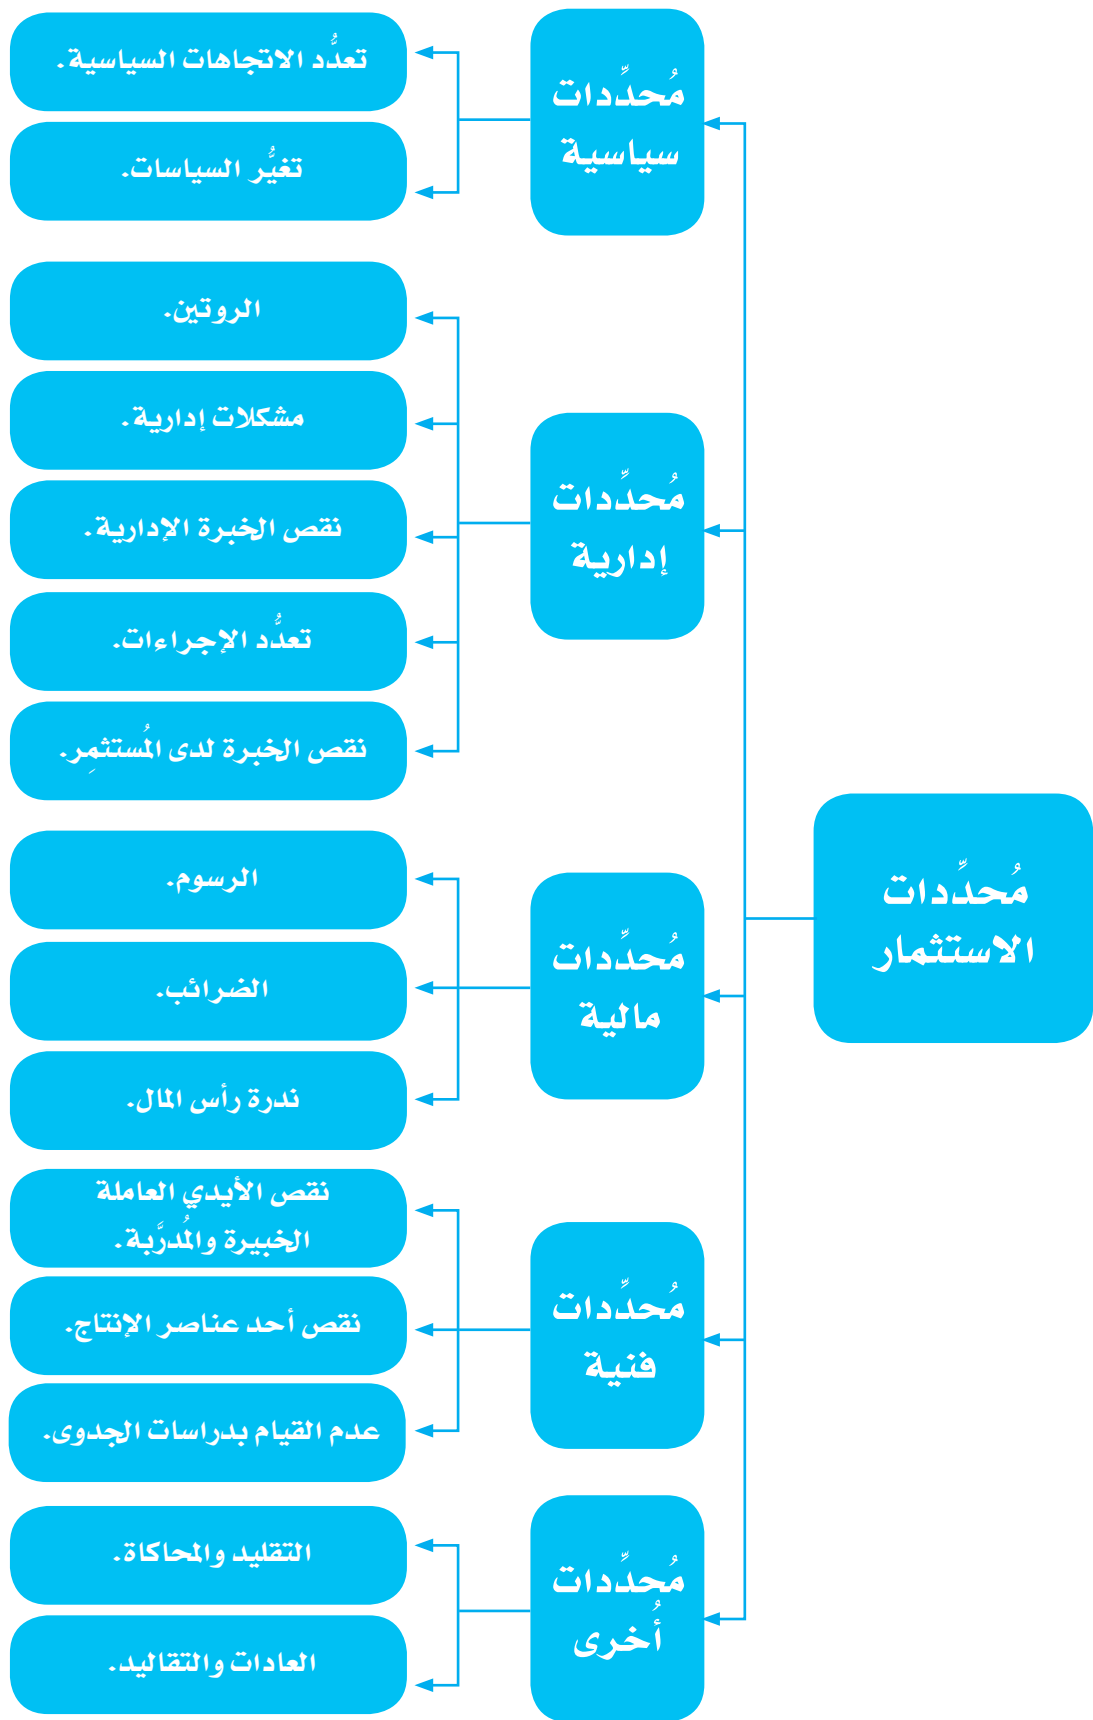 مُحدِّدات
الاستثمار
مُحدِّدات
سياسية
تعدُّد الاتجاهات السياسية.
تغيُّر السياسات.
مُحدِّدات
إدارية
الروتين.
مشكلات إدارية.
نقص الخبرة الإدارية.
تعدُّد الإجراءات.
نقص الخبرة لدى المُستثمِر.
مُحدِّدات
مالية
الرسوم.
الضرائب.
ندرة رأس المال.
مُحدِّدات
فنية
نقص الأيدي العاملة
الخبيرة والمُدرَّبة.
نقص أحد عناصر الإنتاج.
عدم القيام بدراسات الجدوى.
مُحدِّدات
أُخرى
التقليد والمحاكاة.
العادات والتقاليد.